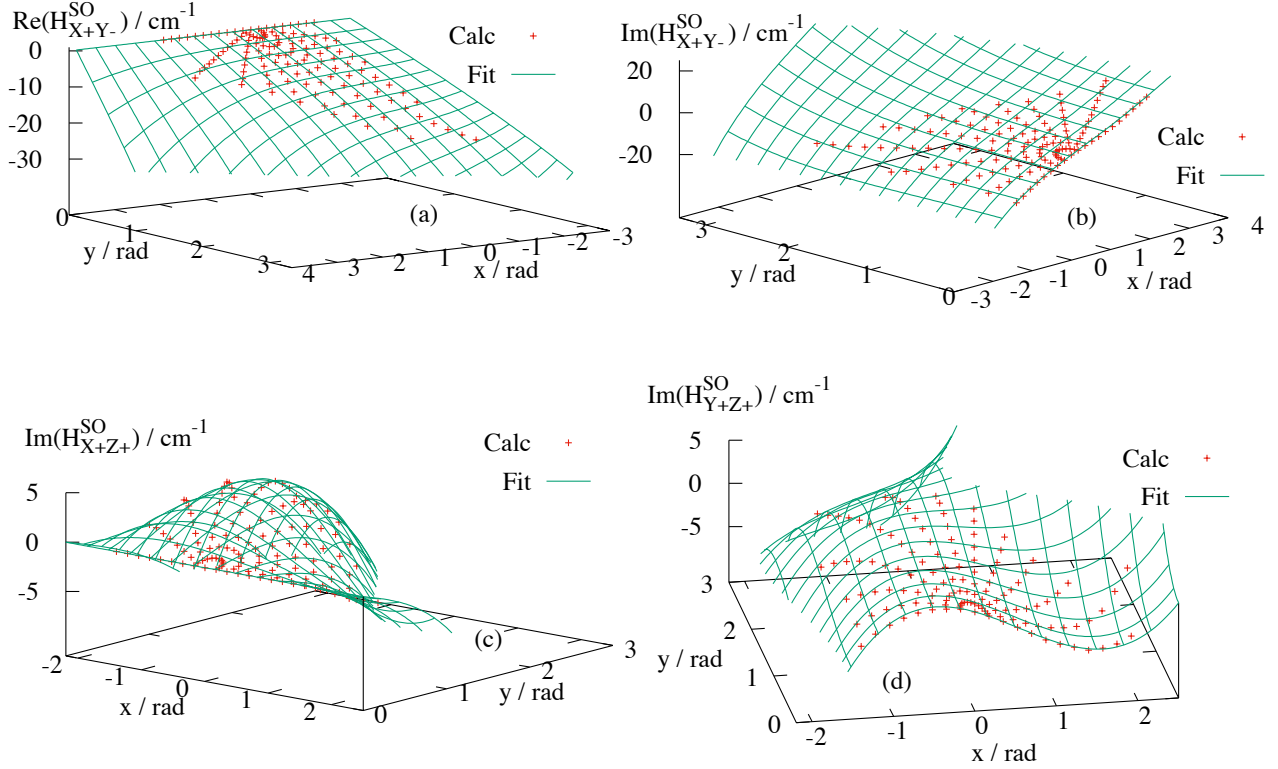 Re(H^SO_X+Y-) / cm^-1
Calc
Fit
0
-10
-20
-30
0
1
2
3
y / rad
4
3
2
1
0
-1
-2
-3
x / rad
(a)
Im(H^SO_X+Y-) / cm^-1
20
0
-20
Calc
Fit
3
2
1
0
y / rad
-3
-2
-1
0
1
2
3
4
x / rad
(b)
Im(H^SO_X+Z+) / cm^-1
Calc
Fit
5
0
-5
-2
-1
0
1
2
x / rad
0
1
2
3
y / rad
(c)
Im(H^SO_Y+Z+) / cm^-1
Calc
Fit
5
0
-5
3
2
1
0
y / rad
-2
-1
0
1
2
x / rad
(d)